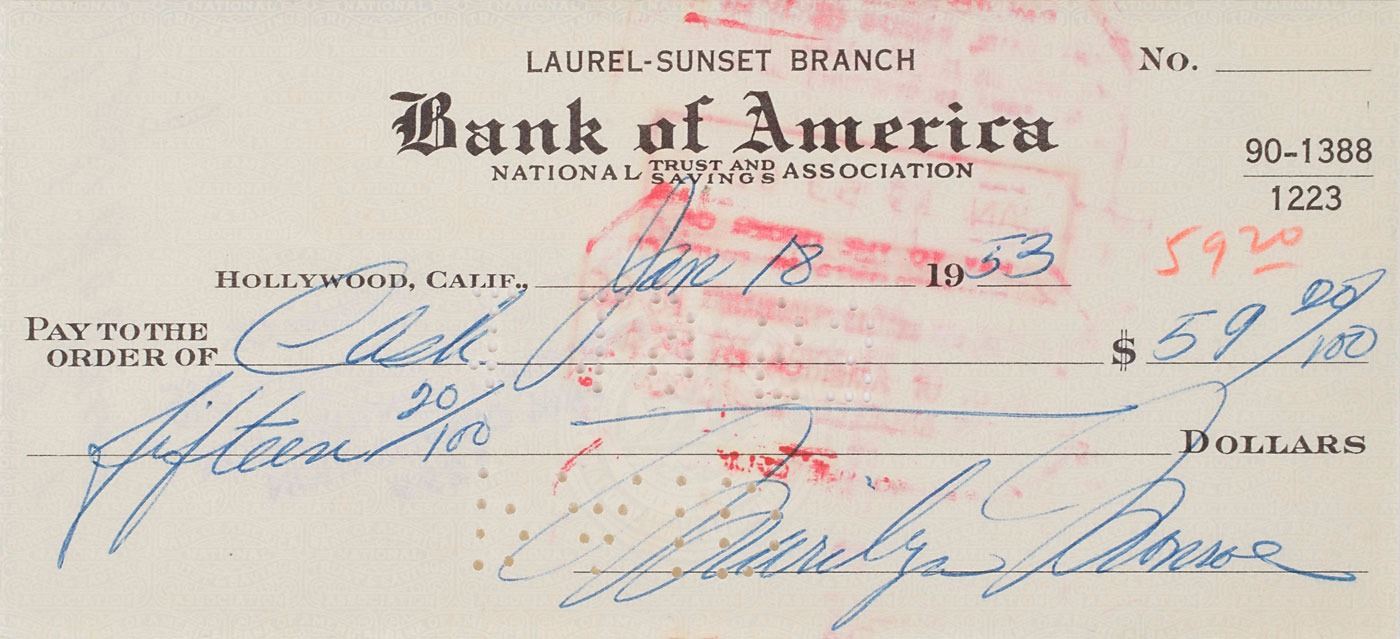 LAUREL-SUNSET BRANCH No.
Bank of America
NATIONAL TRUST AND SAVINGS ASSOCIATION
90-1388
1223
59 20
HOLLYWOOD, CALIF., Jan 18 1953
PAY TO THE ORDER OF Cash $ 59 20/100
fifteen 20/100 DOLLARS
Marilyn Monroe